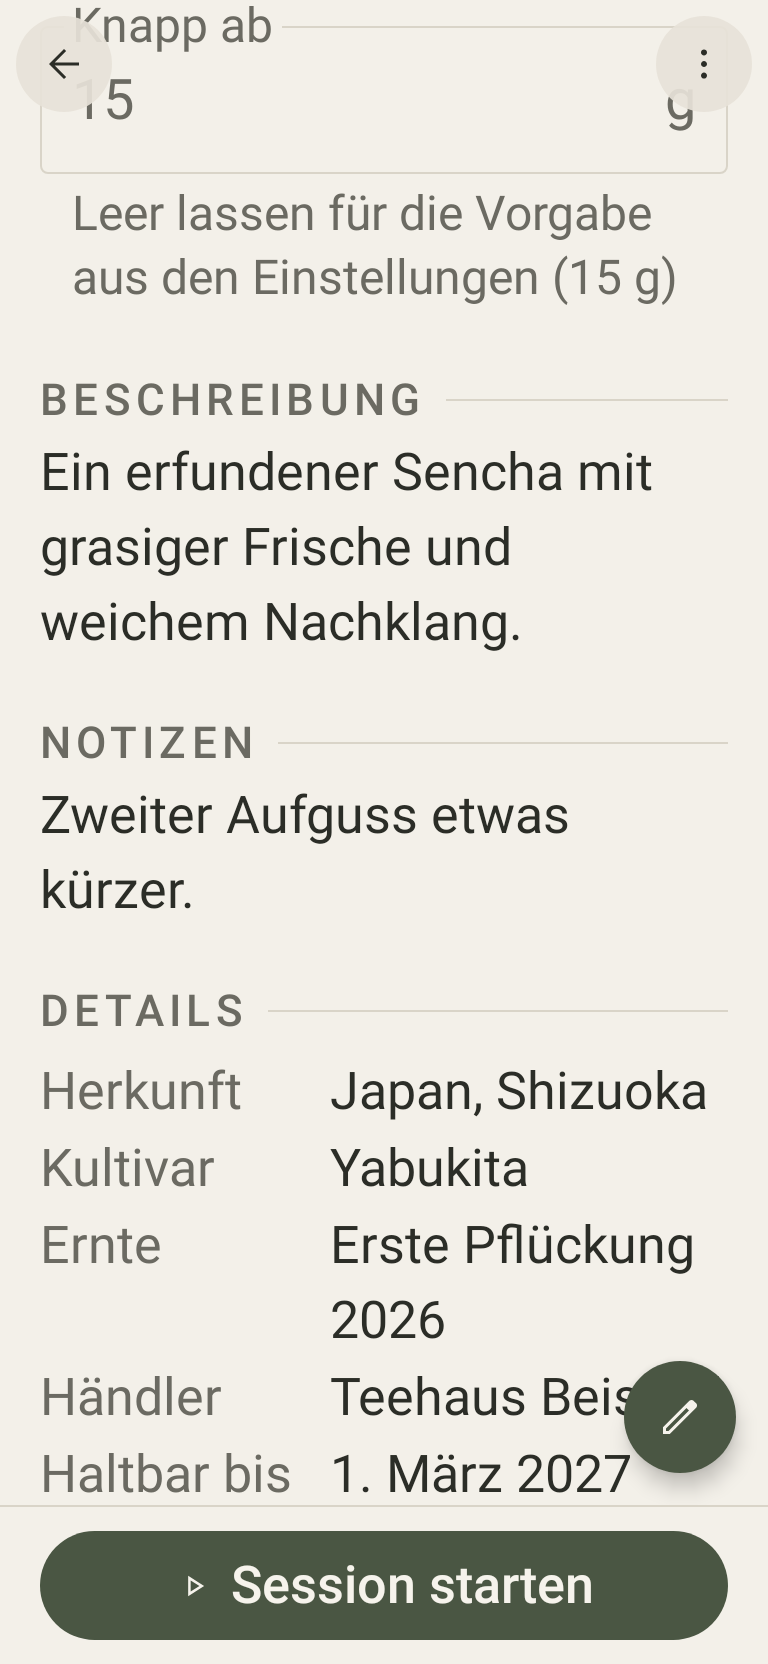 Knapp ab
15 g
Leer lassen für die Vorgabe
aus den Einstellungen (15 g)
BESCHREIBUNG
Ein erfundener Sencha mit
grasiger Frische und
weichem Nachklang.
NOTIZEN
Zweiter Aufguss etwas
kürzer.
DETAILS
Herkunft Japan, Shizuoka
Kultivar Yabukita
Ernte Erste Pflückung
2026
Händler Teehaus
Haltbar bis 1. März 2027
Session starten